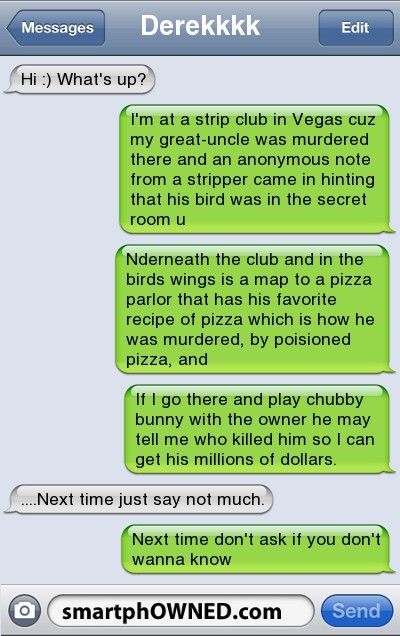 Messages
Derekkkk
Edit
Hi :) What's up?
I'm at a strip club in Vegas cuz
my great-uncle was murdered
there and an anonymous note
from a stripper came in hinting
that his bird was in the secret
room u
Nderneath the club and in the
birds wings is a map to a pizza
parlor that has his favorite
recipe of pizza which is how he
was murdered, by poisioned
pizza, and
If I go there and play chubby
bunny with the owner he may
tell me who killed him so I can
get his millions of dollars.
....Next time just say not much.
Next time don't ask if you don't
wanna know
smartphOWNED.com
Send